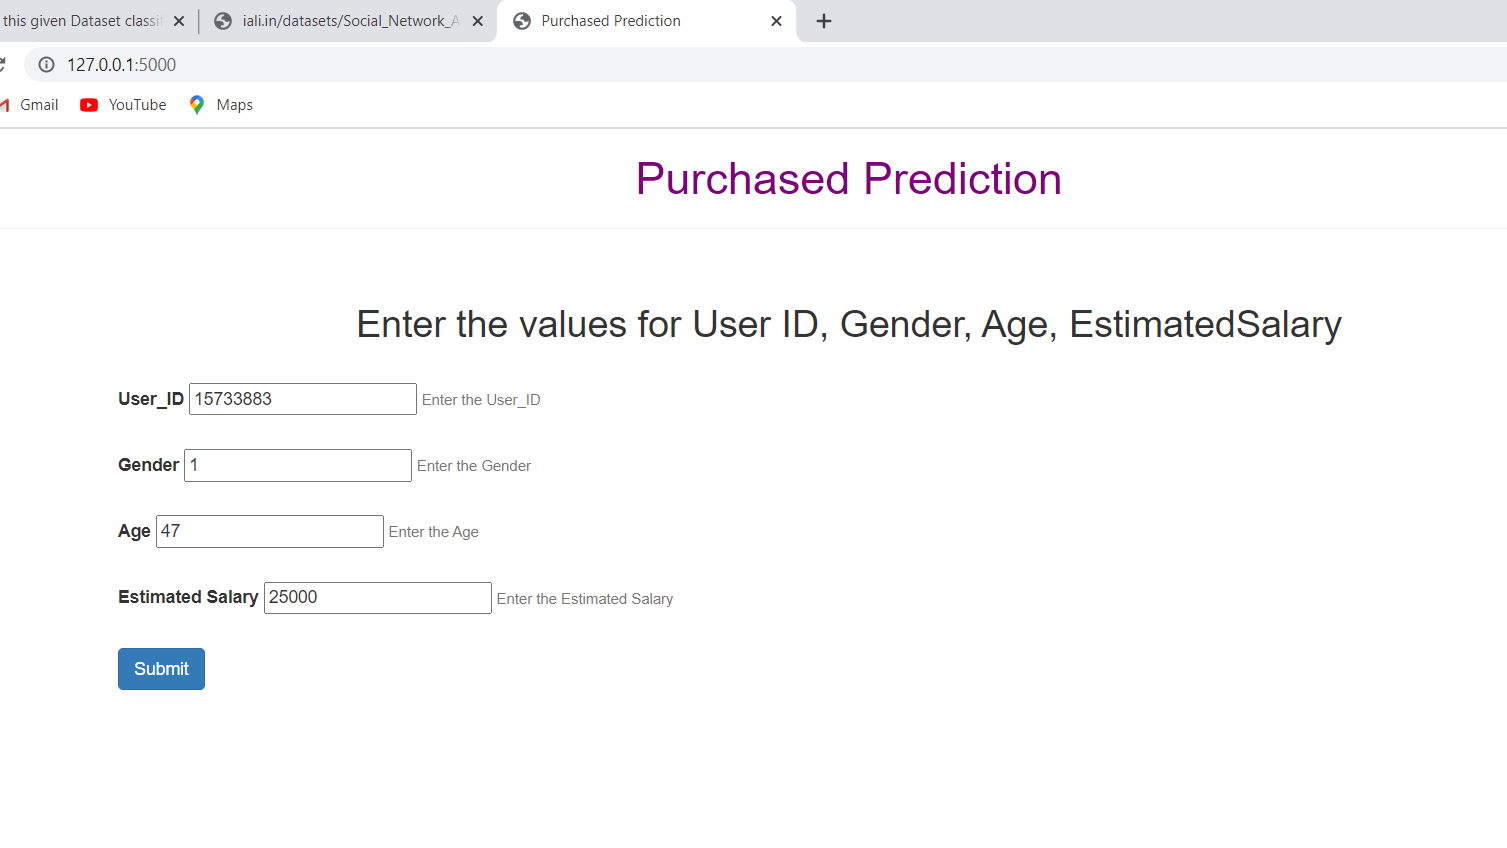 this given Dataset classi
iali.in/datasets/Social_Network_A
Purchased Prediction
127.0.0.1:5000
Gmail YouTube Maps
Purchased Prediction
Enter the values for User ID, Gender, Age, EstimatedSalary
User_ID 15733883 Enter the User_ID
Gender 1 Enter the Gender
Age 47 Enter the Age
Estimated Salary 25000 Enter the Estimated Salary
Submit